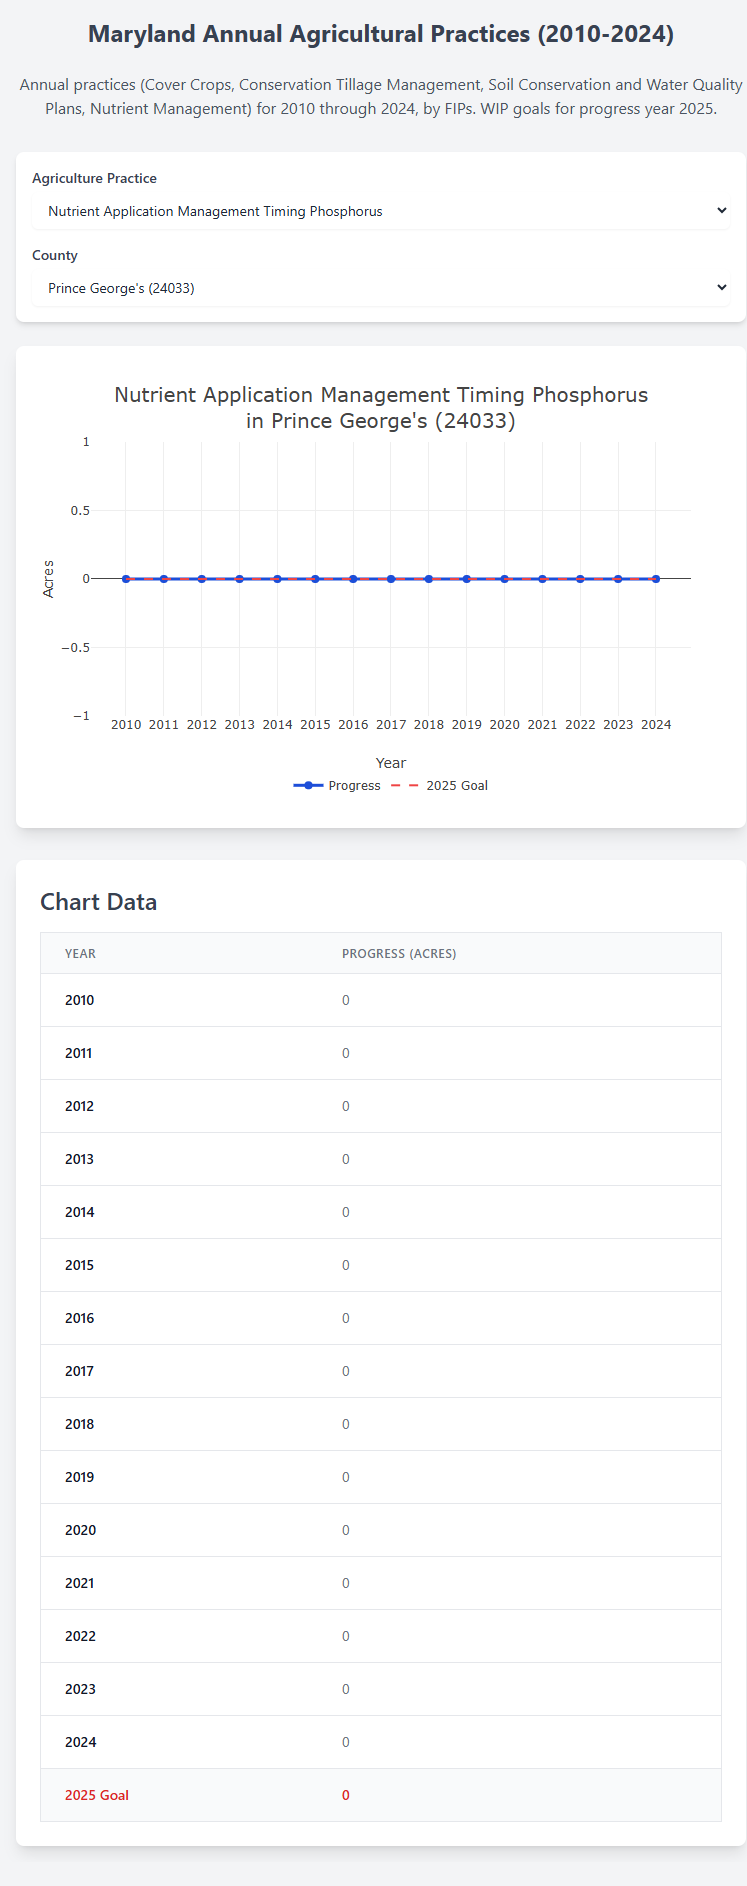 Maryland Annual Agricultural Practices (2010-2024)
Annual practices (Cover Crops, Conservation Tillage Management, Soil Conservation and Water Quality
Plans, Nutrient Management) for 2010 through 2024, by FIPs. WIP goals for progress year 2025.
Agriculture Practice
Nutrient Application Management Timing Phosphorus
County
Prince George's (24033)
Nutrient Application Management Timing Phosphorus
in Prince George's (24033)
1
0.5
0
−0.5
−1
Acres
2010 2011 2012 2013 2014 2015 2016 2017 2018 2019 2020 2021 2022 2023 2024
Year
Progress 2025 Goal
Chart Data
YEAR PROGRESS (ACRES)
2010 0
2011 0
2012 0
2013 0
2014 0
2015 0
2016 0
2017 0
2018 0
2019 0
2020 0
2021 0
2022 0
2023 0
2024 0
2025 Goal 0